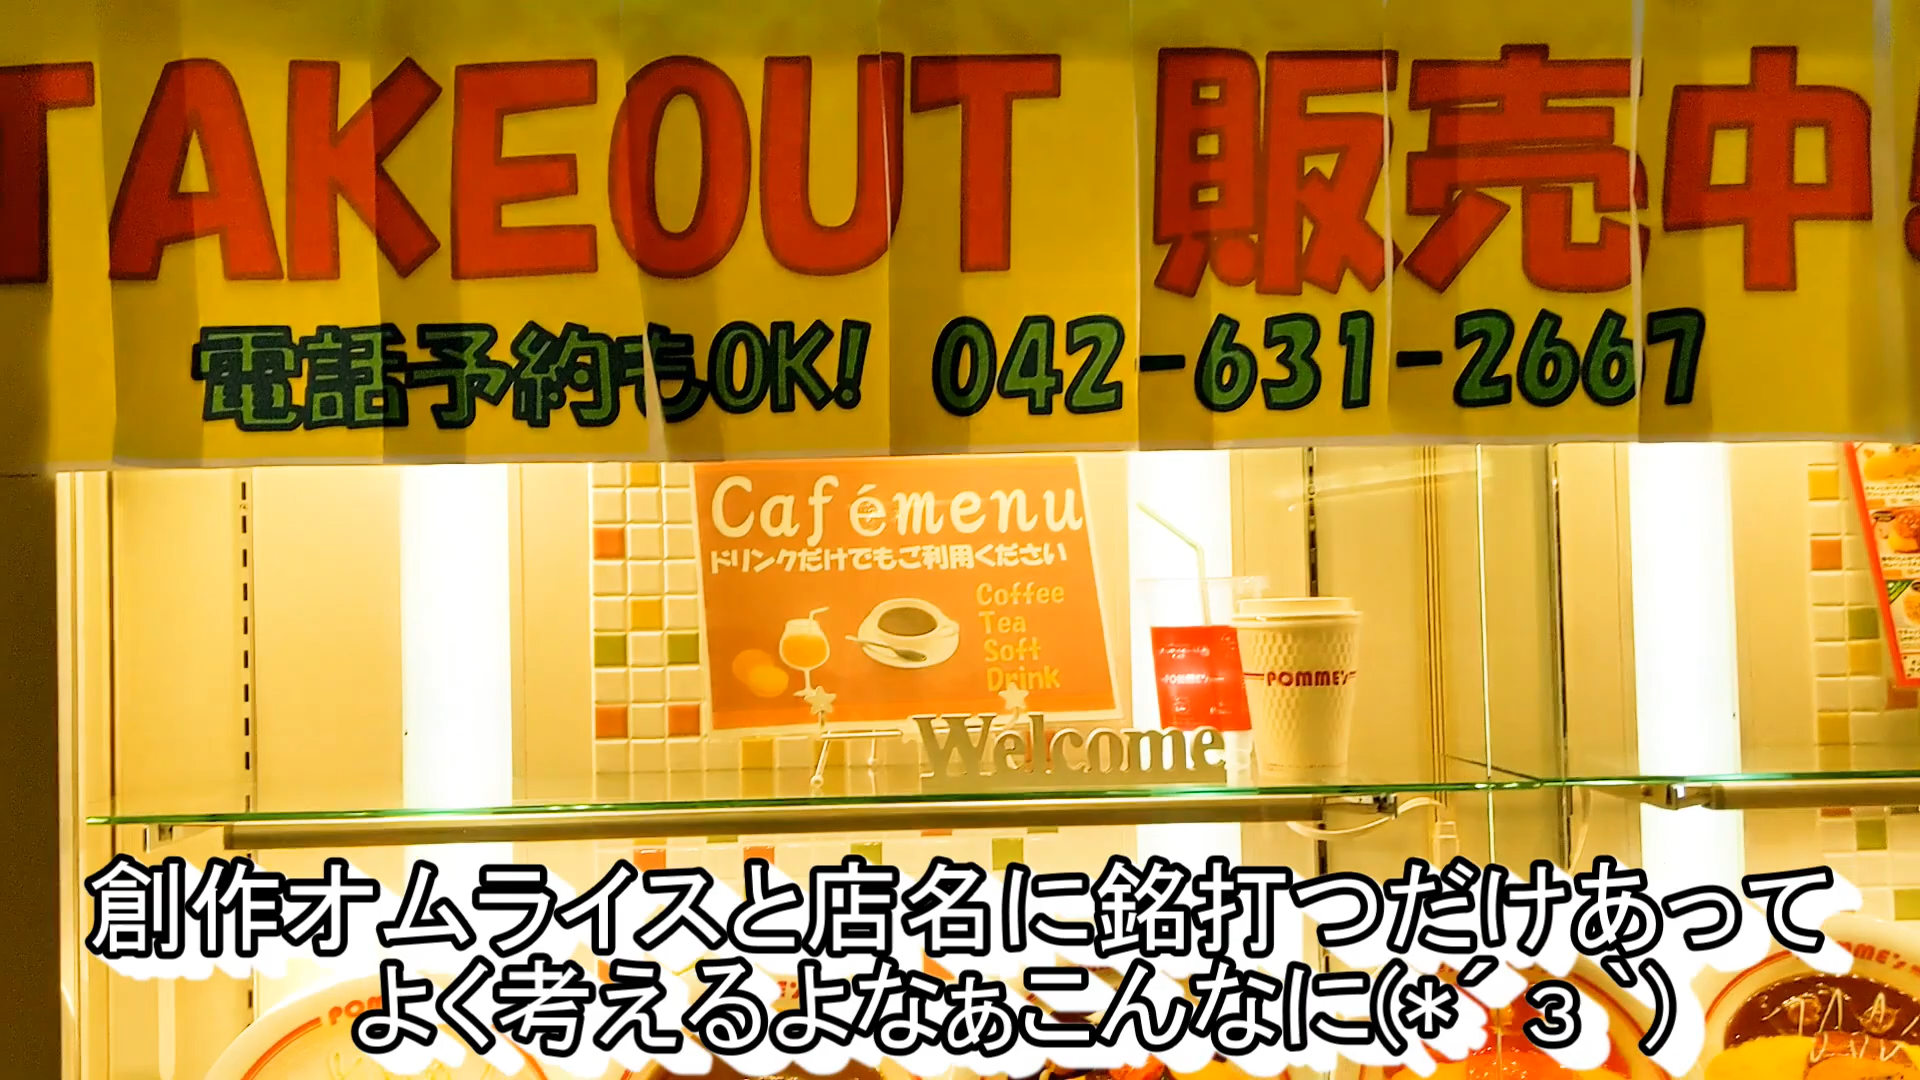 TAKEOUT 販売中!
電話予約もOK! 042-631-2667
Cafémenu
ドリンクだけでもご利用ください
Coffee
Tea
Soft
Drink
POMME's
POMME's
Welcome
創作オムライスと店名に銘打つだけあって
よく考えるよなぁこんなに(*´з`)